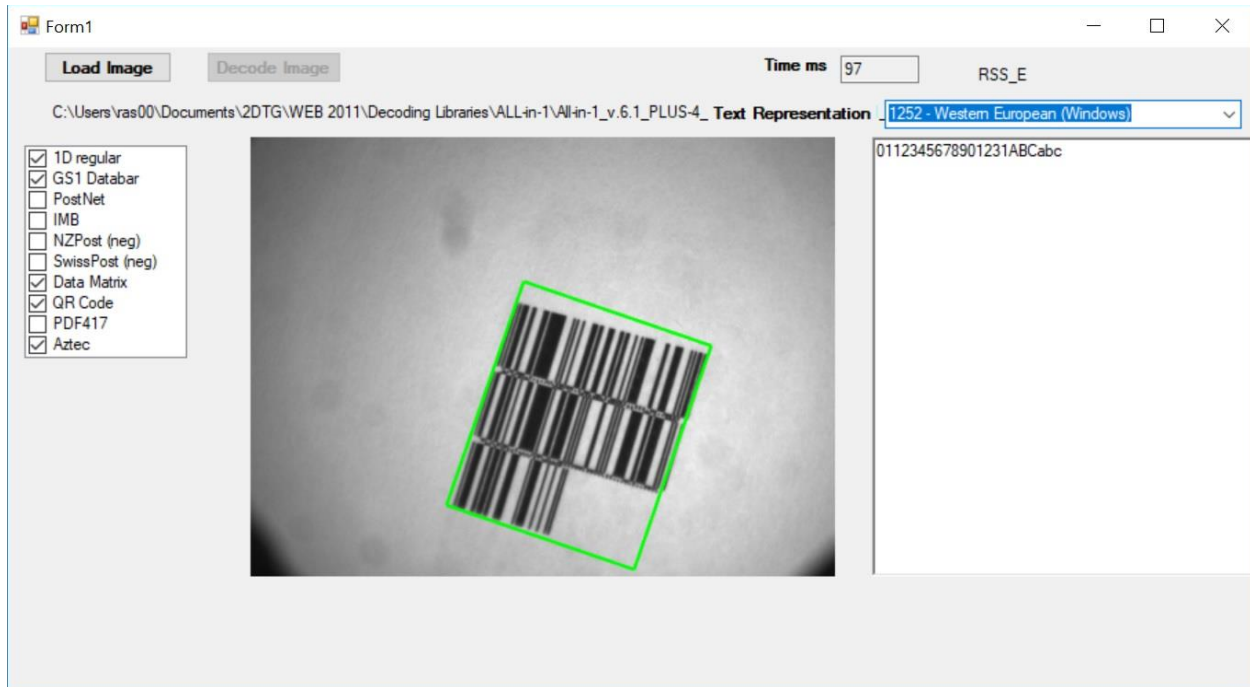 Form1
Load Image Decode Image Time ms 97 RSS_E
C:\Users\ras00\Documents\2DTG\WEB 2011\Decoding Libraries\ALL-in-1\All-in-1_v.6.1_PLUS-4_ Text Representation 1252 - Western European (Windows)
1D regular
GS1 Databar
PostNet
IMB
NZPost (neg)
SwissPost (neg)
Data Matrix
QR Code
PDF417
Aztec
0112345678901231ABCabc